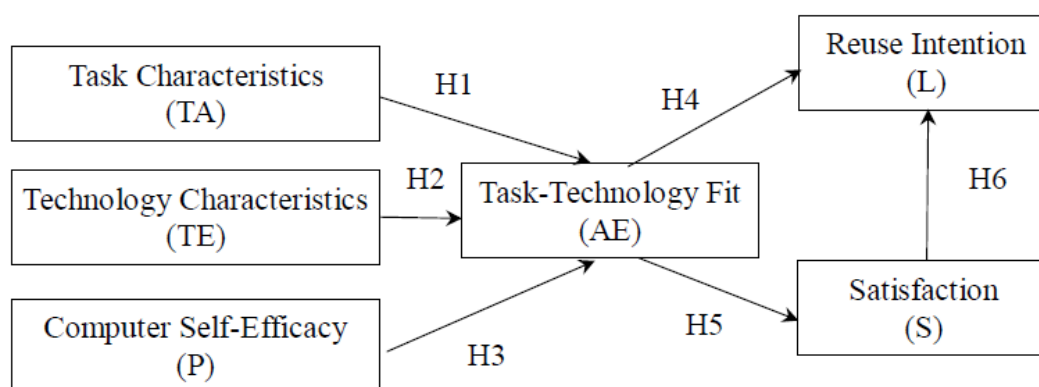 Task Characteristics
(TA)
H1
Technology Characteristics
(TE)
H2
Computer Self-Efficacy
(P)
H3
Task-Technology Fit
(AE)
H4
H5
Reuse Intention
(L)
H6
Satisfaction
(S)